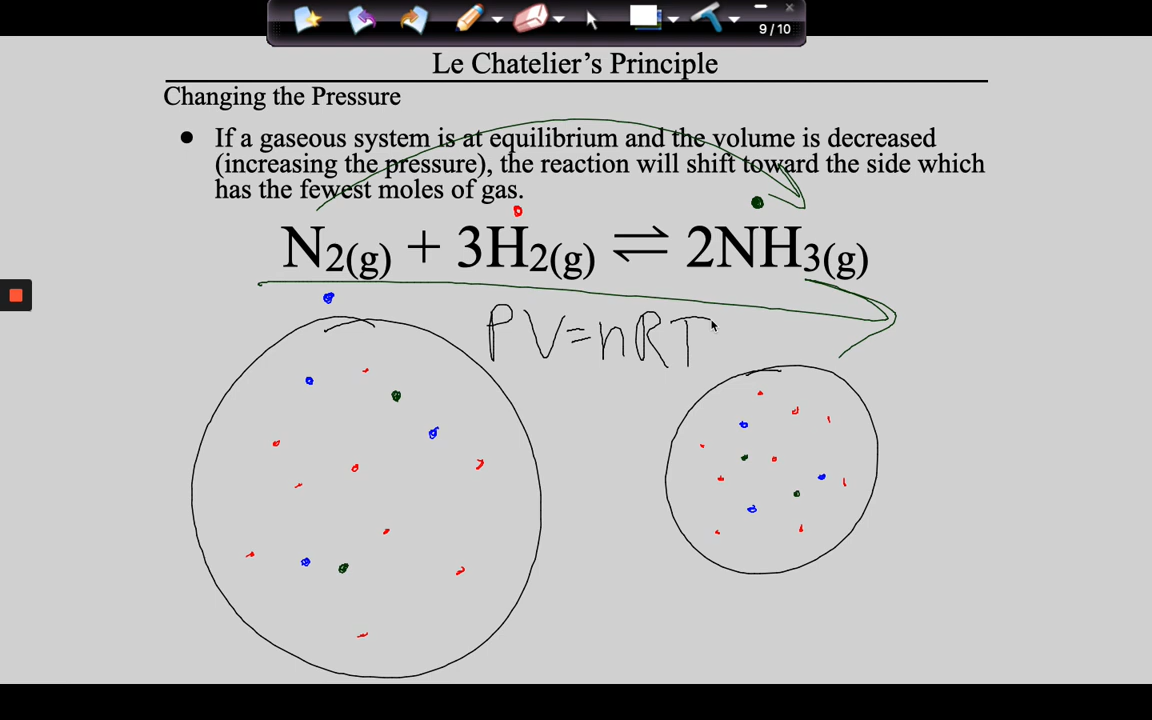 9/10
Le Chatelier's Principle
Changing the Pressure
● If a gaseous system is at equilibrium and the volume is decreased
(increasing the pressure), the reaction will shift toward the side which
has the fewest moles of gas.
N2(g) + 3H2(g) ⇌ 2NH3(g)
PV=nRT